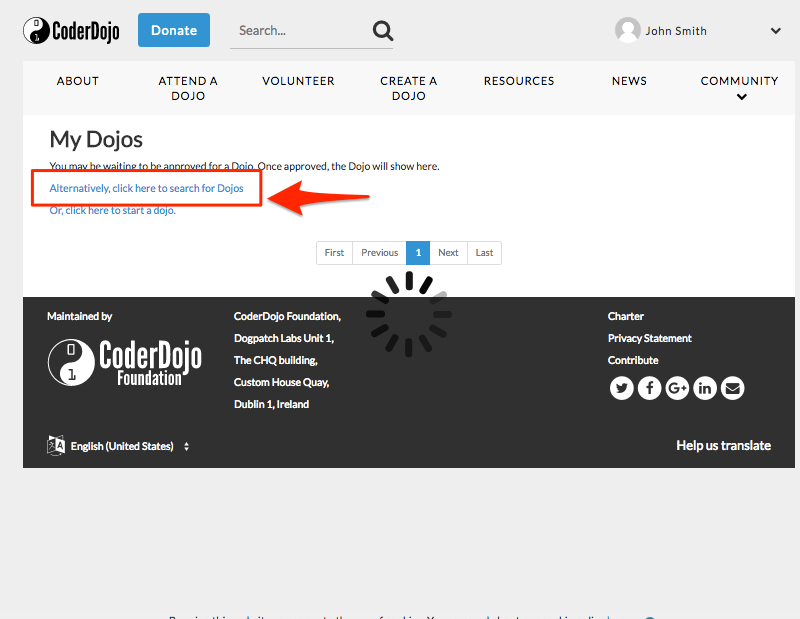 CoderDojo
Donate
Search...
John Smith
ABOUT
ATTEND A
DOJO
VOLUNTEER
CREATE A
DOJO
RESOURCES
NEWS
COMMUNITY
My Dojos
You may be waiting to be approved for a Dojo. Once approved, the Dojo will show here.
Alternatively, click here to search for Dojos
Or, click here to start a dojo.
First Previous 1 Next Last
Maintained by
CoderDojo
Foundation
CoderDojo Foundation,
Dogpatch Labs Unit 1,
The CHQ building,
Custom House Quay,
Dublin 1, Ireland
Charter
Privacy Statement
Contribute
English (United States)
Help us translate